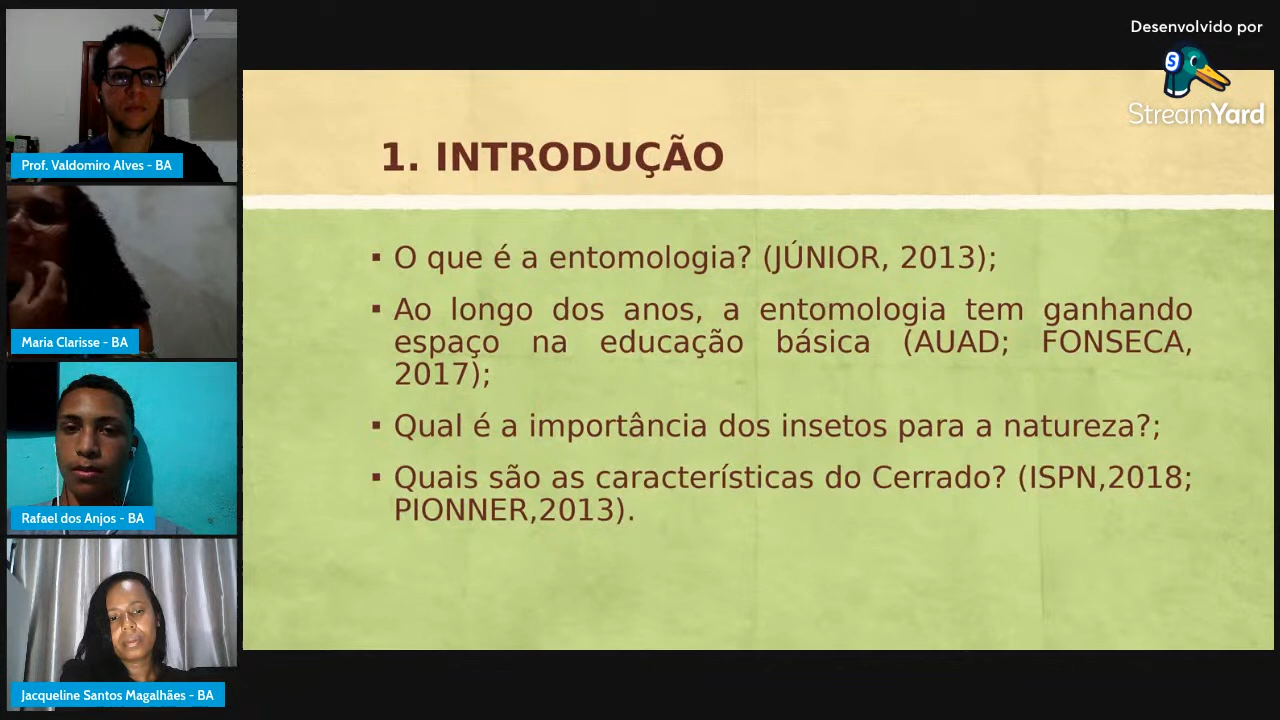 Desenvolvido por
StreamYard
Prof. Valdomiro Alves - BA
Maria Clarisse - BA
Rafael dos Anjos - BA
Jacqueline Santos Magalhães - BA
1. INTRODUÇÃO
▪ O que é a entomologia? (JÚNIOR, 2013);
▪ Ao longo dos anos, a entomologia tem ganhando
espaço na educação básica (AUAD; FONSECA,
2017);
▪ Qual é a importância dos insetos para a natureza?;
▪ Quais são as características do Cerrado? (ISPN,2018;
PIONNER,2013).